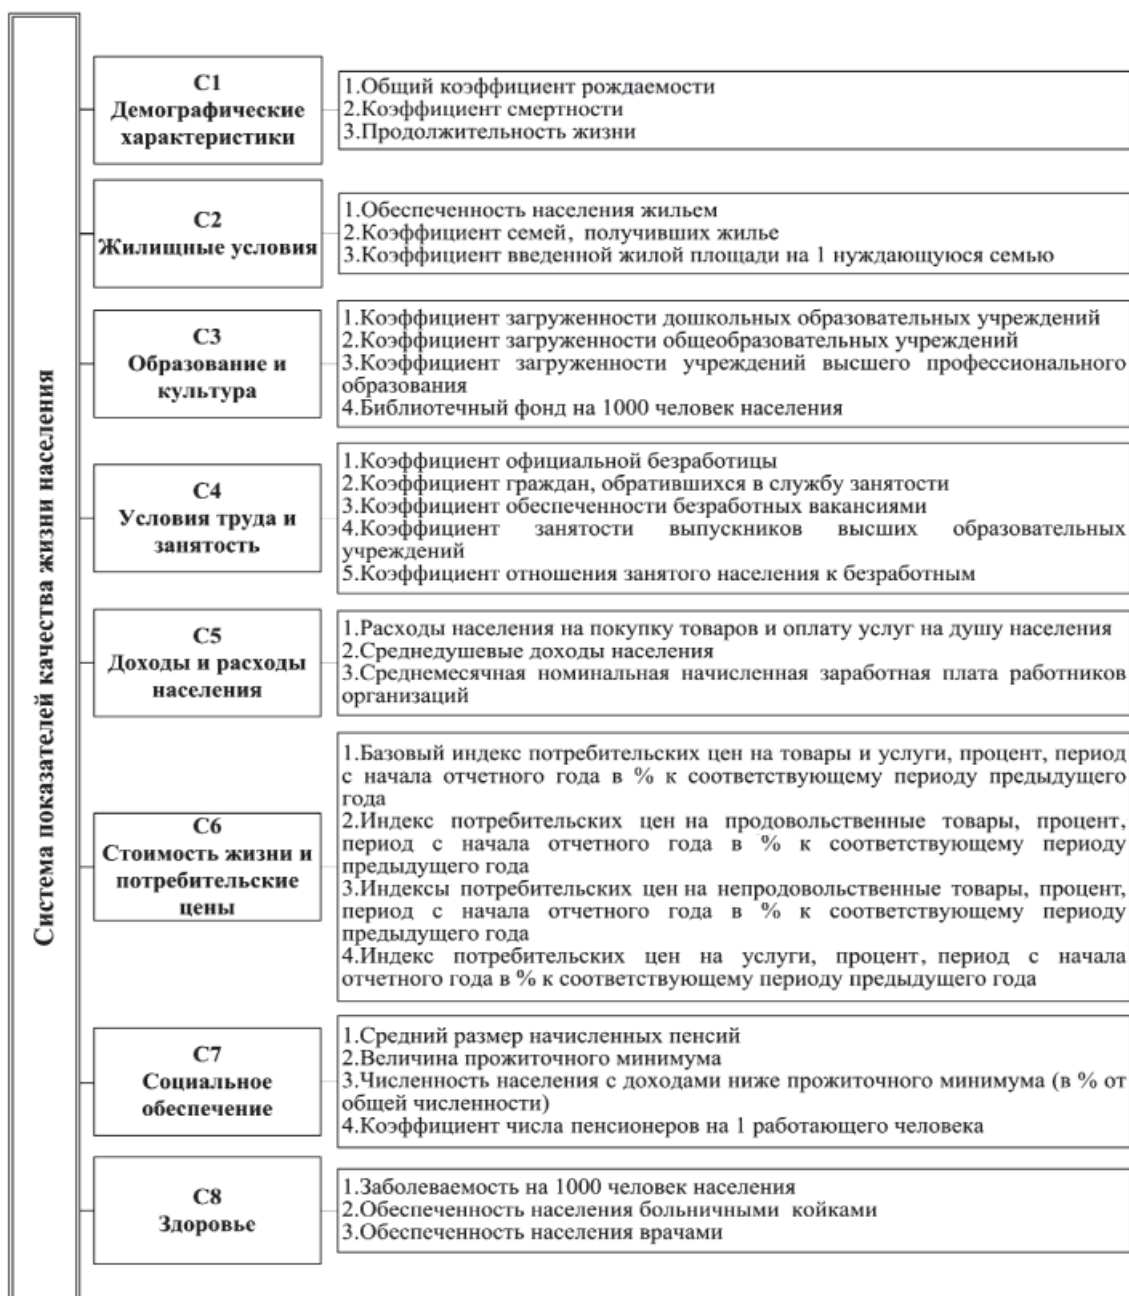 Система показателей качества жизни населения
С1
Демографические
характеристики
1.Общий коэффициент рождаемости
2.Коэффициент смертности
3.Продолжительность жизни
С2
Жилищные условия
1.Обеспеченность населения жильем
2.Коэффициент семей, получивших жилье
3.Коэффициент введенной жилой площади на 1 нуждающуюся семью
С3
Образование и
культура
1.Коэффициент загруженности дошкольных образовательных учреждений
2.Коэффициент загруженности общеобразовательных учреждений
3.Коэффициент загруженности учреждений высшего профессионального
образования
4.Библиотечный фонд на 1000 человек населения
С4
Условия труда и
занятость
1.Коэффициент официальной безработицы
2.Коэффициент граждан, обратившихся в службу занятости
3.Коэффициент обеспеченности безработных вакансиями
4.Коэффициент занятости выпускников высших образовательных
учреждений
5.Коэффициент отношения занятого населения к безработным
С5
Доходы и расходы
населения
1.Расходы населения на покупку товаров и оплату услуг на душу населения
2.Среднедушевые доходы населения
3.Среднемесячная номинальная начисленная заработная плата работников
организаций
С6
Стоимость жизни и
потребительские
цены
1.Базовый индекс потребительских цен на товары и услуги, процент, период
с начала отчетного года в % к соответствующему периоду предыдущего
года
2.Индекс потребительских цен на продовольственные товары, процент,
период с начала отчетного года в % к соответствующему периоду
предыдущего года
3.Индексы потребительских цен на непродовольственные товары, процент,
период с начала отчетного года в % к соответствующему периоду
предыдущего года
4.Индекс потребительских цен на услуги, процент, период с начала
отчетного года в % к соответствующему периоду предыдущего года
С7
Социальное
обеспечение
1.Средний размер начисленных пенсий
2.Величина прожиточного минимума
3.Численность населения с доходами ниже прожиточного минимума (в % от
общей численности)
4.Коэффициент числа пенсионеров на 1 работающего человека
С8
Здоровье
1.Заболеваемость на 1000 человек населения
2.Обеспеченность населения больничными койками
3.Обеспеченность населения врачами